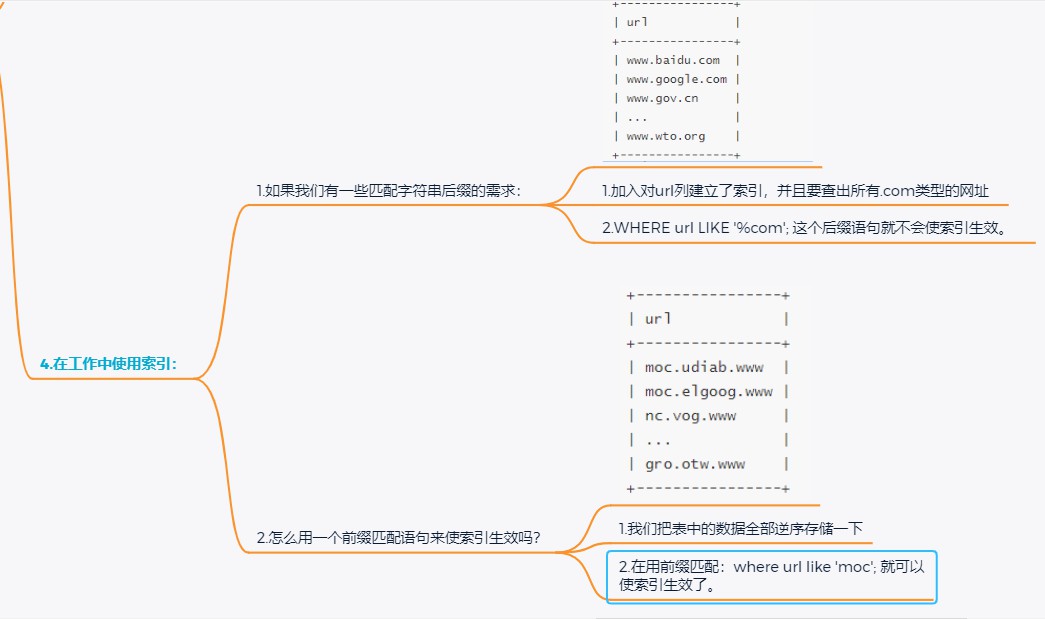 +----------------+
| url |
+----------------+
| www.baidu.com |
| www.google.com |
| www.gov.cn |
| ... |
| www.wto.org |
+----------------+
1.如果我们有一些匹配字符串后缀的需求：
1.加入对url列建立了索引，并且要查出所有.com类型的网址
2.WHERE url LIKE '%com'; 这个后缀语句就不会使索引生效。
4.在工作中使用索引：
+----------------+
| url |
+----------------+
| moc.udiab.www |
| moc.elgoog.www |
| nc.vog.www |
| ... |
| gro.otw.www |
+----------------+
2.怎么用一个前缀匹配语句来使索引生效吗？
1.我们把表中的数据全部逆序存储一下
2.在用前缀匹配：where url like 'moc'; 就可以
使索引生效了。